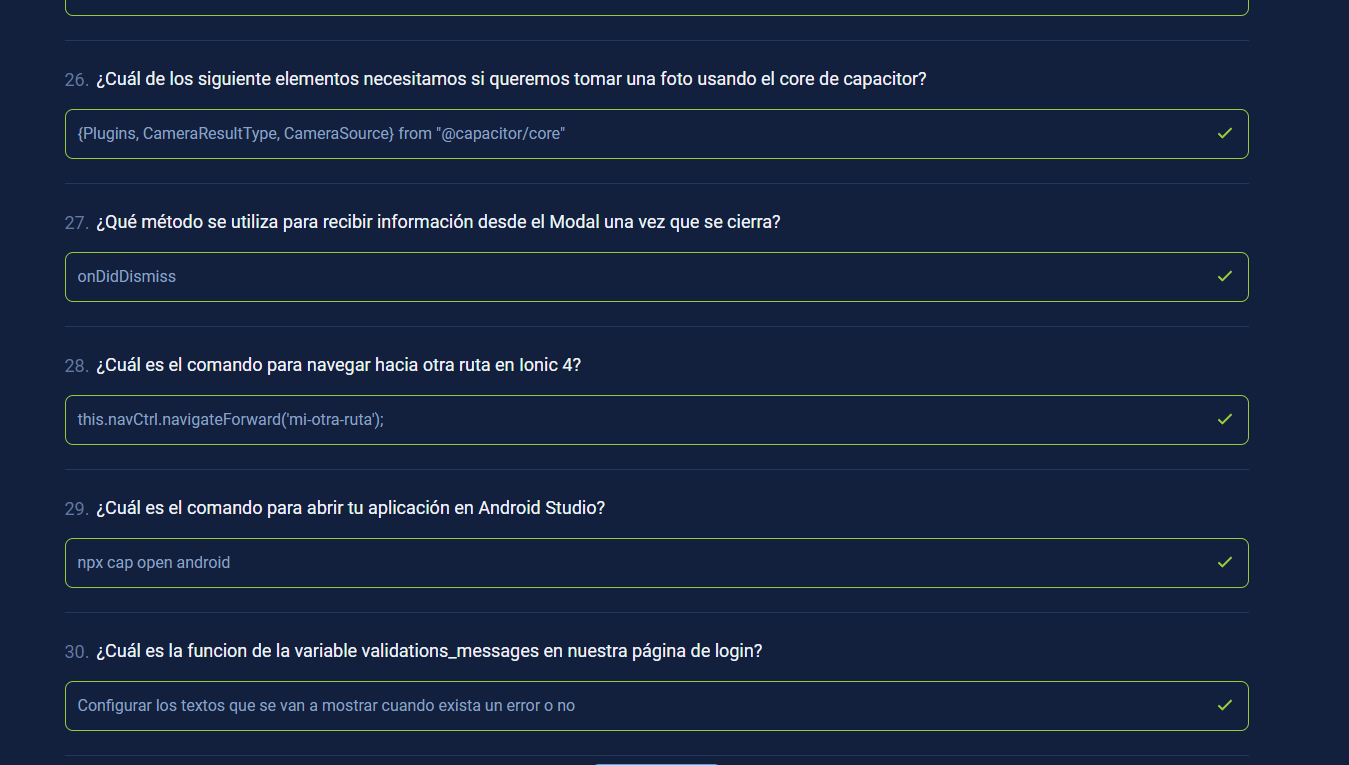 26. ¿Cuál de los siguiente elementos necesitamos si queremos tomar una foto usando el core de capacitor?
{Plugins, CameraResultType, CameraSource} from "@capacitor/core"
27. ¿Qué método se utiliza para recibir información desde el Modal una vez que se cierra?
onDidDismiss
28. ¿Cuál es el comando para navegar hacia otra ruta en Ionic 4?
this.navCtrl.navigateForward('mi-otra-ruta');
29. ¿Cuál es el comando para abrir tu aplicación en Android Studio?
npx cap open android
30. ¿Cuál es la funcion de la variable validations_messages en nuestra página de login?
Configurar los textos que se van a mostrar cuando exista un error o no